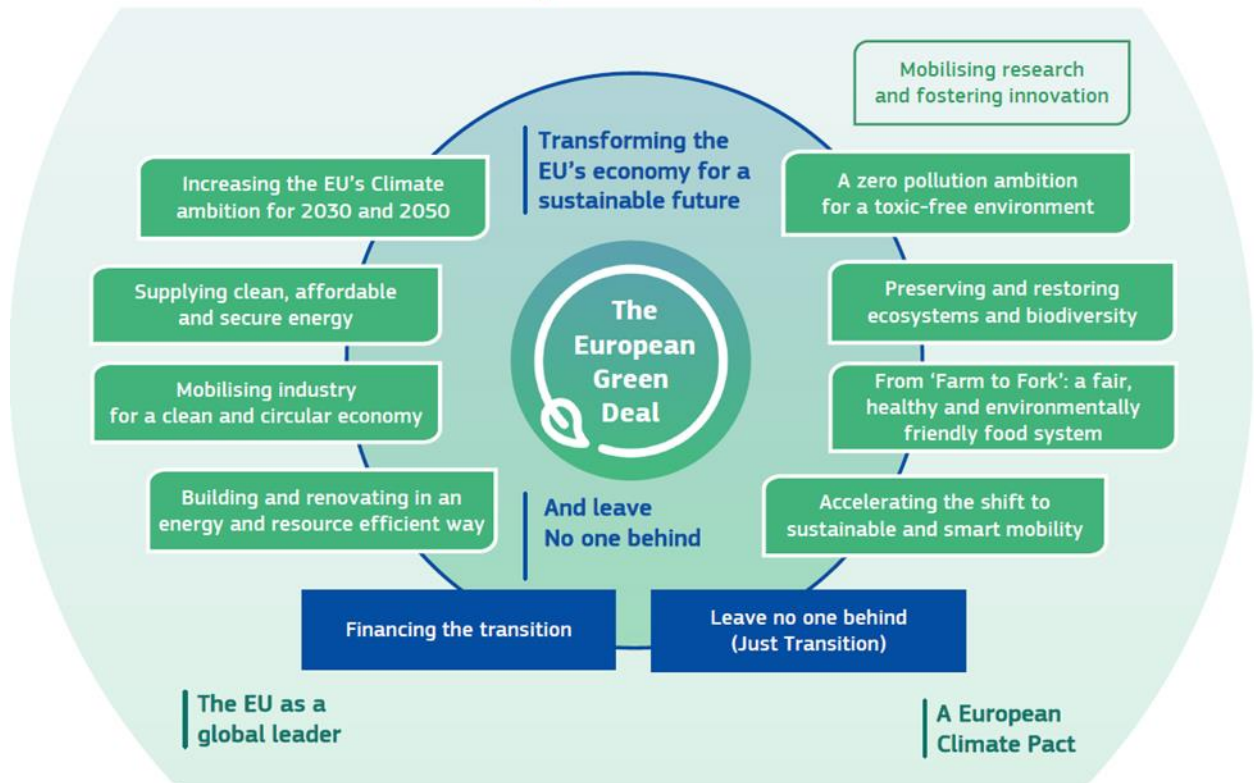 Mobilising research
and fostering innovation
Transforming the
EU's economy for a
sustainable future
Increasing the EU's Climate
ambition for 2030 and 2050
A zero pollution ambition
for a toxic-free environment
Supplying clean, affordable
and secure energy
The
European
Green
Deal
Preserving and restoring
ecosystems and biodiversity
Mobilising industry
for a clean and circular economy
From ‘Farm to Fork’: a fair,
healthy and environmentally
friendly food system
Building and renovating in an
energy and resource efficient way
And leave
No one behind
Accelerating the shift to
sustainable and smart mobility
Financing the transition
Leave no one behind
(Just Transition)
The EU as a
global leader
A European
Climate Pact